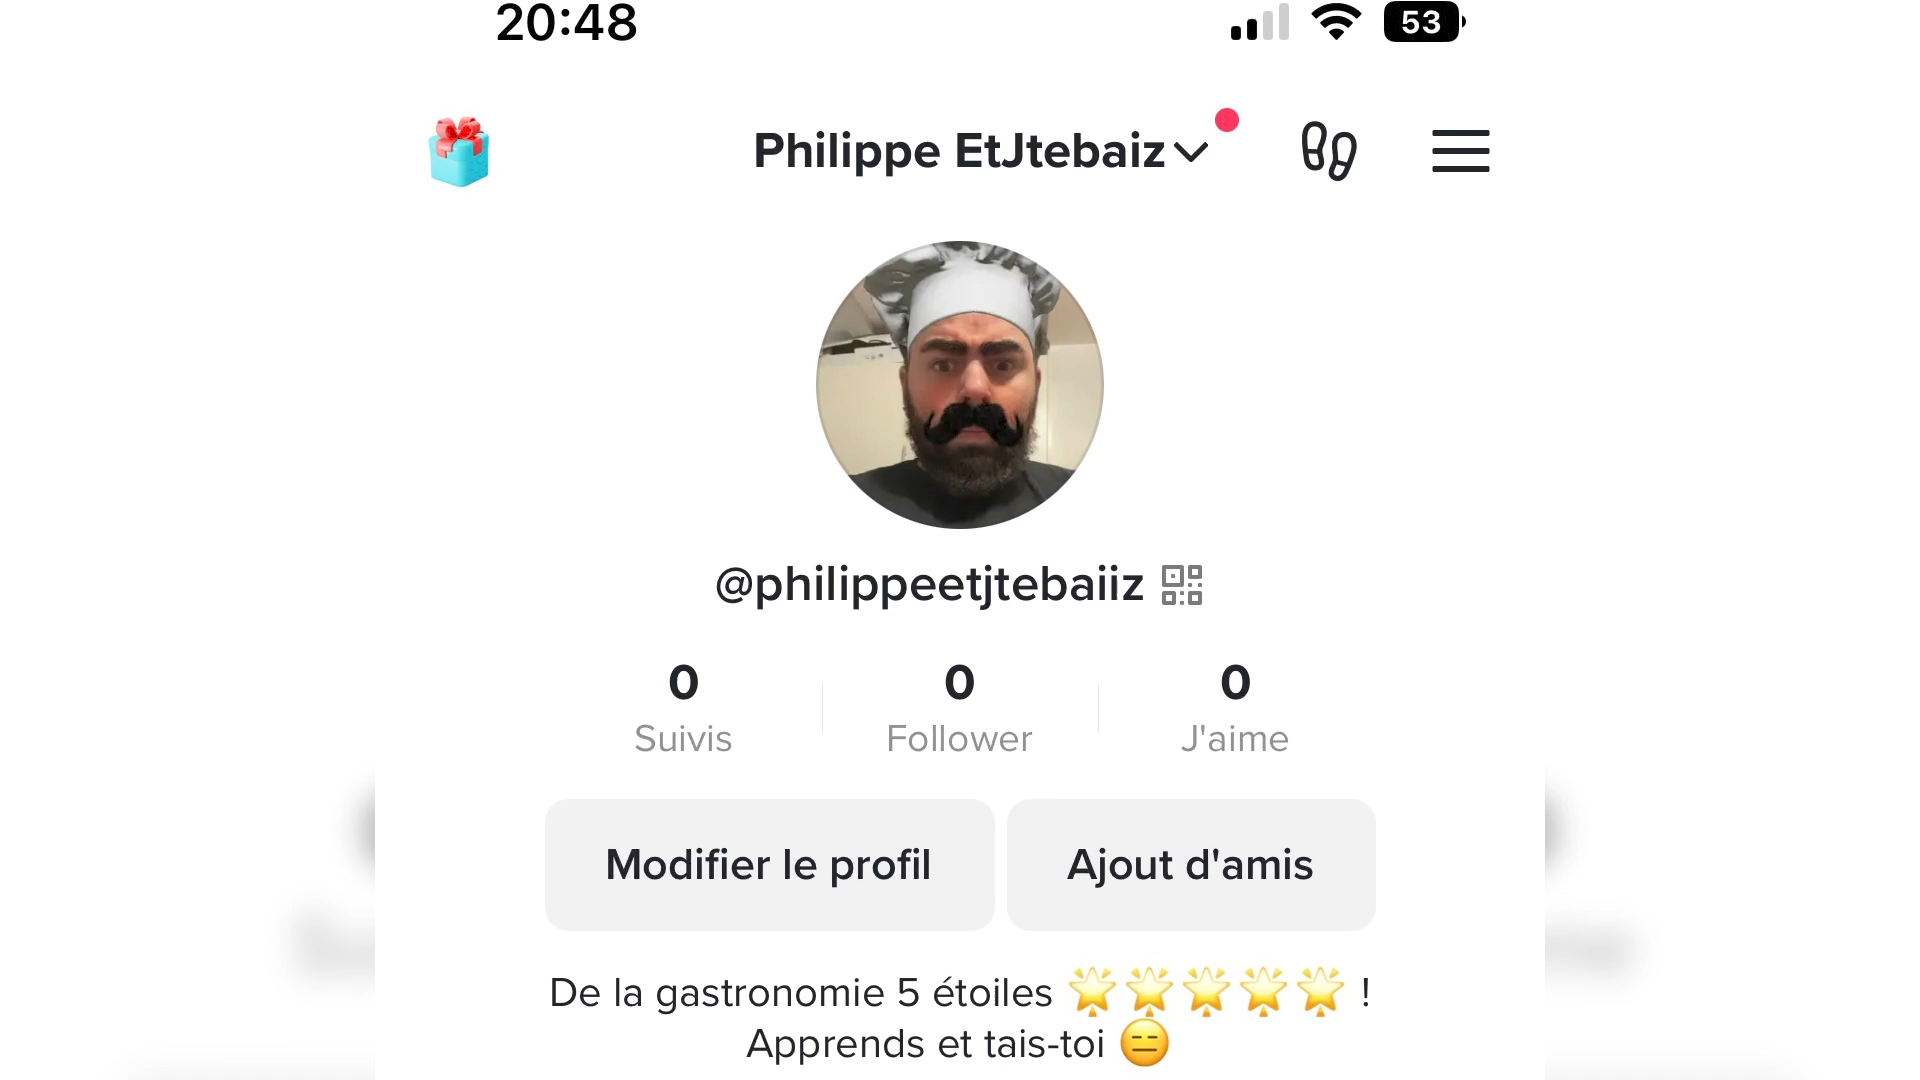 20:48
53
Philippe EtJtebaiz
@philippeetjtebaiiz
0
Suivis
0
Follower
0
J'aime
Modifier le profil
Ajout d'amis
De la gastronomie 5 étoiles 🌟🌟🌟🌟🌟 !
Apprends et tais-toi 😑